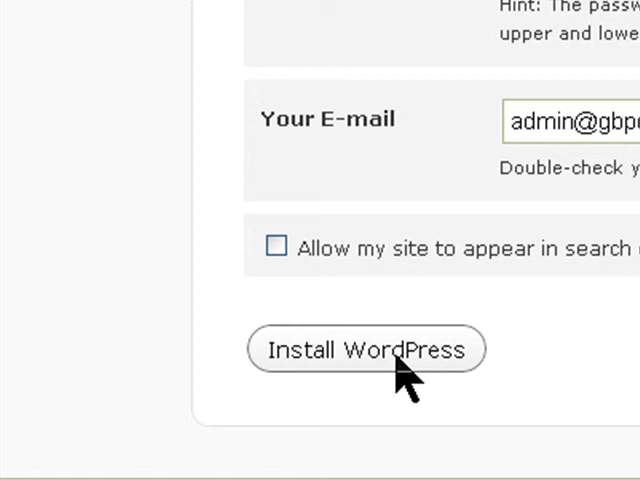 Hint: The passw
upper and lowe
Your E-mail
admin@gbp
Double-check y
Allow my site to appear in search
Install WordPress